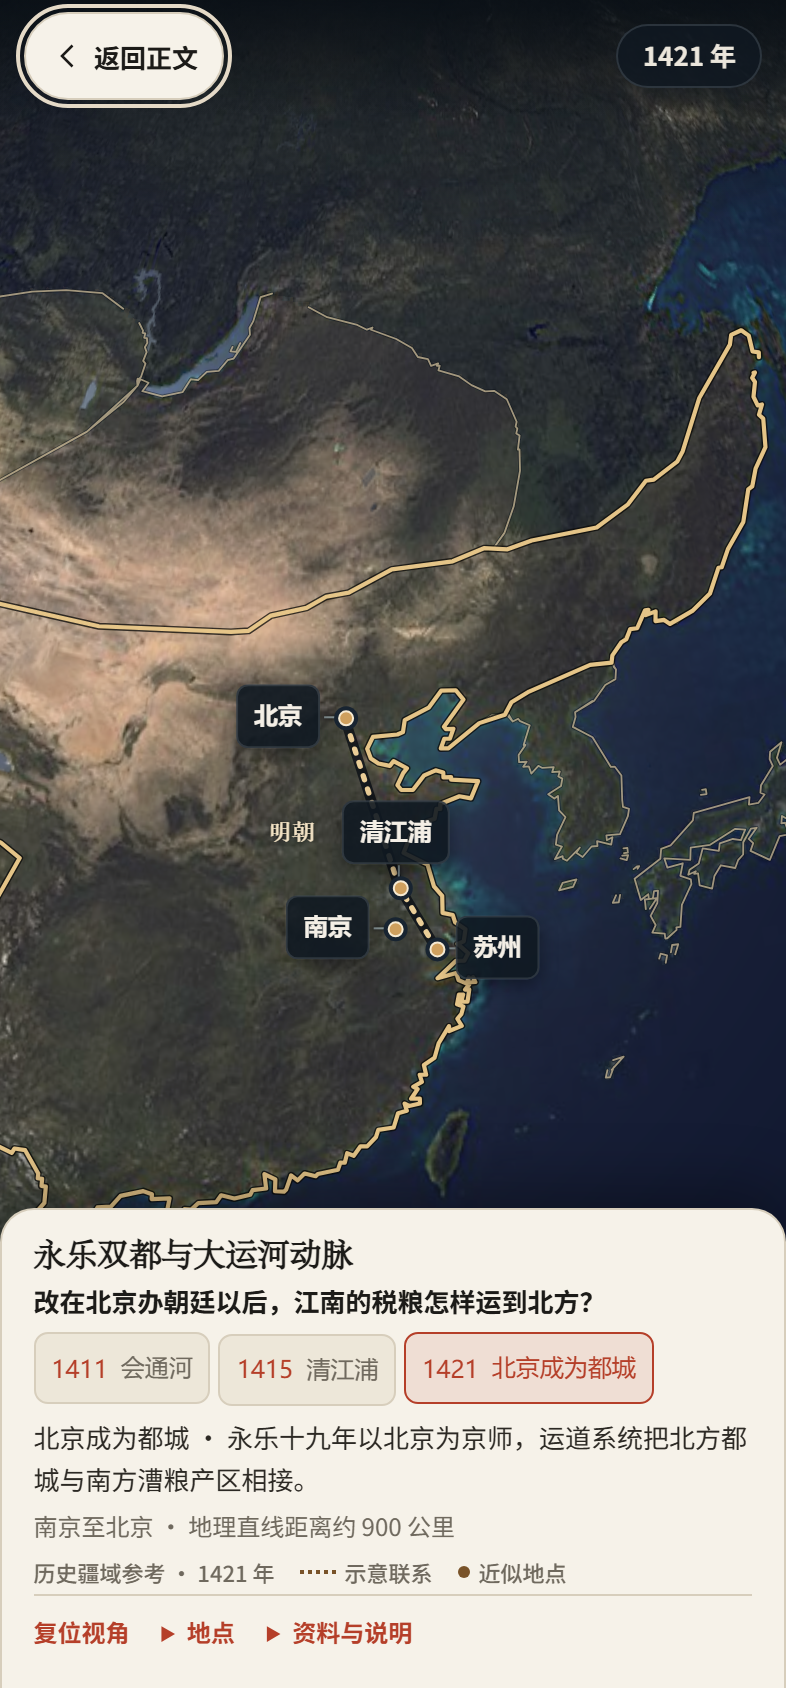 返回正文
1421 年
北京
清江浦
明朝
南京
苏州
永乐双都与大运河动脉
改在北京办朝廷以后，江南的税粮怎样运到北方？
1411 会通河
1415 清江浦
1421 北京成为都城
北京成为都城 · 永乐十九年以北京为京师，运道系统把北方都
城与南方漕粮产区相接。
南京至北京 · 地理直线距离约 900 公里
历史疆域参考 · 1421 年 示意联系 近似地点
复位视角 ▶ 地点 ▶ 资料与说明